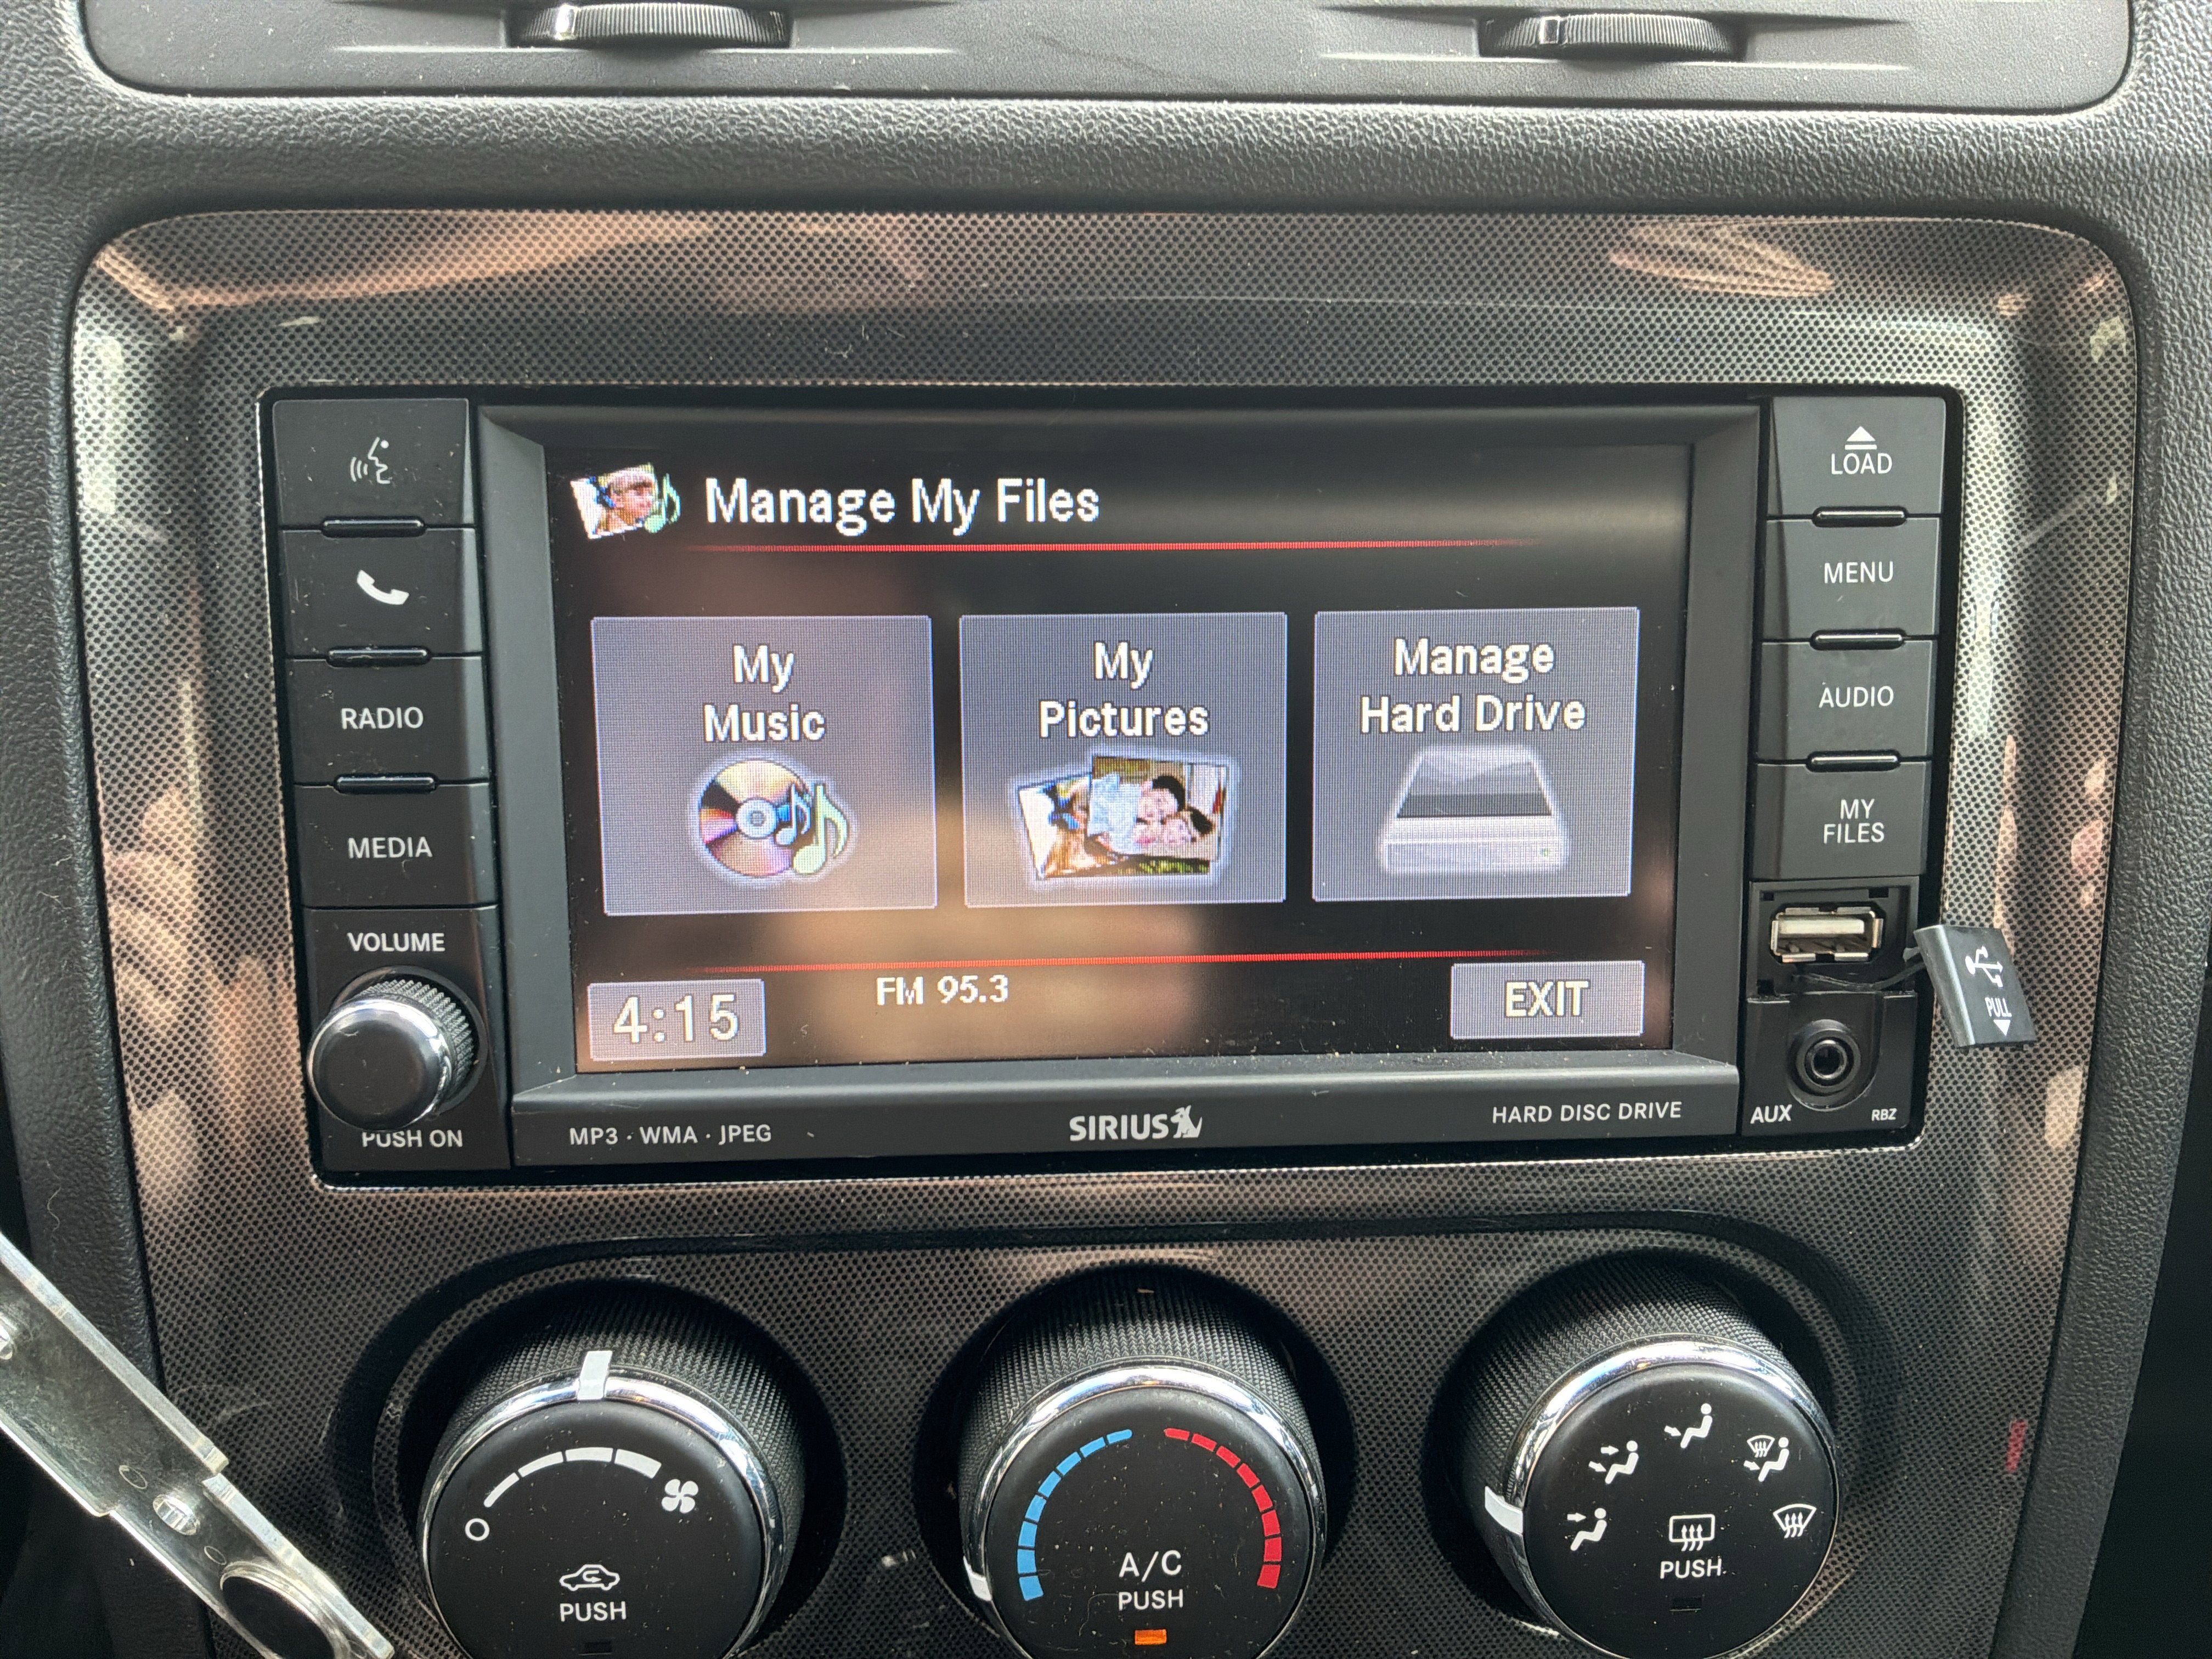 LOAD
MENU
AUDIO
MY
FILES
PULL
AUX
RBZ
RADIO
MEDIA
VOLUME
PUSH ON
Manage My Files
My
Music
My
Pictures
Manage
Hard Drive
4:15
FM 95.3
EXIT
MP3 · WMA · JPEG
SIRIUS
HARD DISC DRIVE
PUSH
A/C
PUSH
PUSH